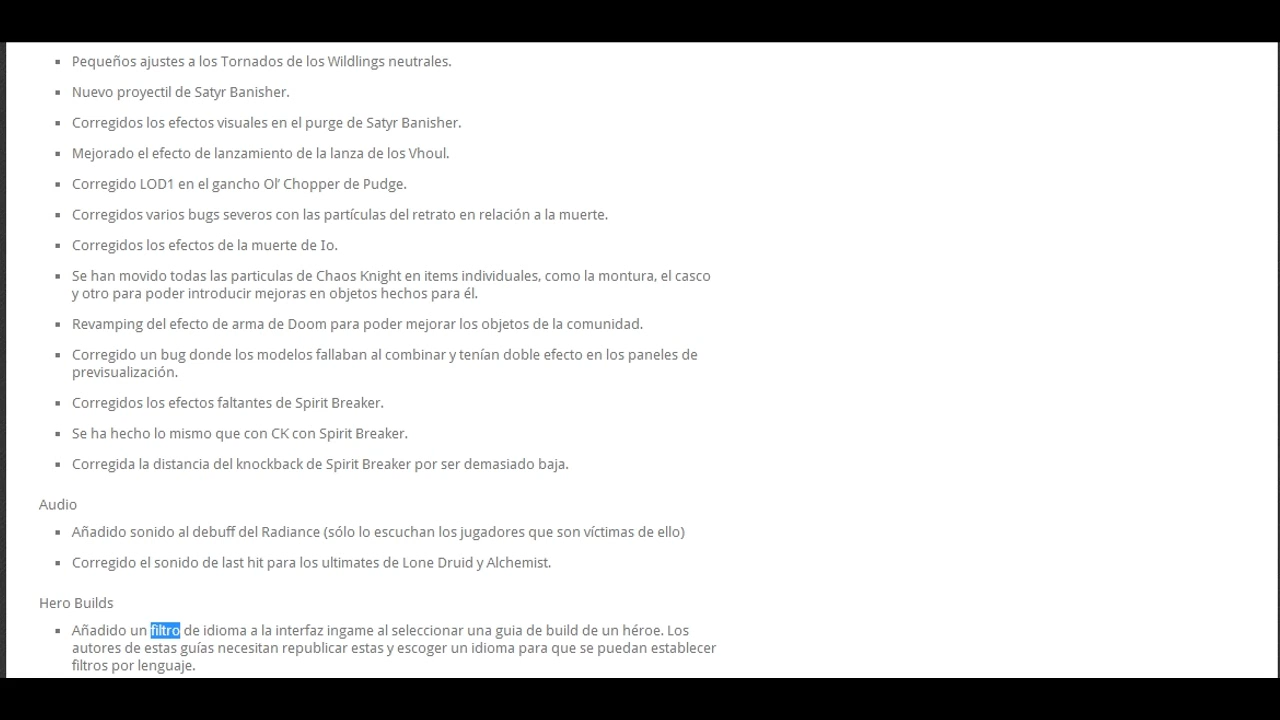 Pequeños ajustes a los Tornados de los Wildlings neutrales.
Nuevo proyectil de Satyr Banisher.
Corregidos los efectos visuales en el purge de Satyr Banisher.
Mejorado el efecto de lanzamiento de la lanza de los Vhoul.
Corregido LOD1 en el gancho Ol’ Chopper de Pudge.
Corregidos varios bugs severos con las partículas del retrato en relación a la muerte.
Corregidos los efectos de la muerte de Io.
Se han movido todas las particulas de Chaos Knight en items individuales, como la montura, el casco
y otro para poder introducir mejoras en objetos hechos para él.
Revamping del efecto de arma de Doom para poder mejorar los objetos de la comunidad.
Corregido un bug donde los modelos fallaban al combinar y tenían doble efecto en los paneles de
previsualización.
Corregidos los efectos faltantes de Spirit Breaker.
Se ha hecho lo mismo que con CK con Spirit Breaker.
Corregida la distancia del knockback de Spirit Breaker por ser demasiado baja.
Audio
Añadido sonido al debuff del Radiance (sólo lo escuchan los jugadores que son víctimas de ello)
Corregido el sonido de last hit para los ultimates de Lone Druid y Alchemist.
Hero Builds
Añadido un filtro de idioma a la interfaz ingame al seleccionar una guia de build de un héroe. Los
autores de estas guías necesitan republicar estas y escoger un idioma para que se puedan establecer
filtros por lenguaje.